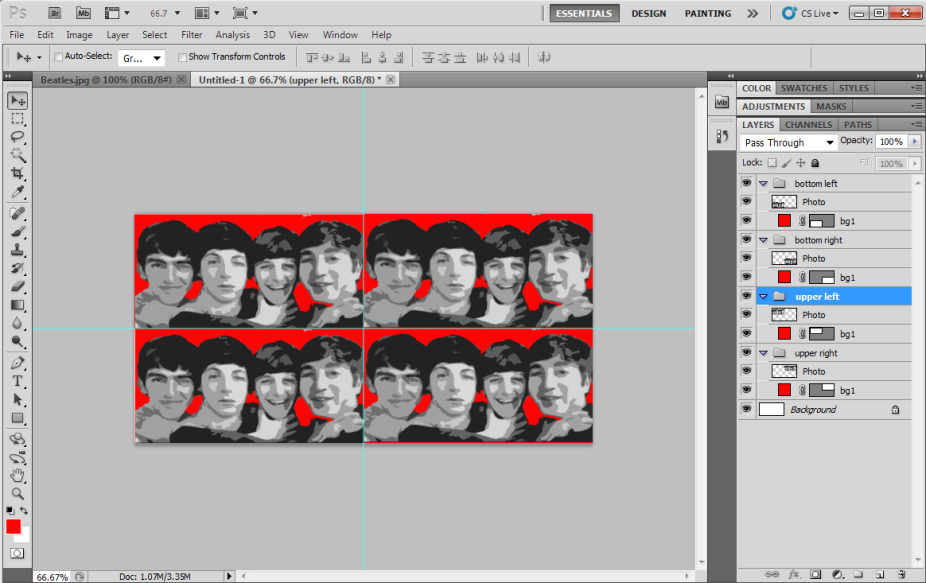 Ps Br Mb 66.7 ESSENTIALS DESIGN PAINTING CS Live
File Edit Image Layer Select Filter Analysis 3D View Window Help
Auto-Select: Gr... Show Transform Controls
Beatles.jpg @ 100% (RGB/8#) Untitled-1 @ 66.7% (upper left, RGB/8) *
COLOR SWATCHES STYLES
Mb
ADJUSTMENTS MASKS
LAYERS CHANNELS PATHS
Pass Through Opacity: 100%
Lock: Fill: 100%
bottom left
Photo
bg1
bottom right
Photo
bg1
upper left
Photo
bg1
upper right
Photo
bg1
Background
T
66.67% Doc: 1.07M/3.35M
fx